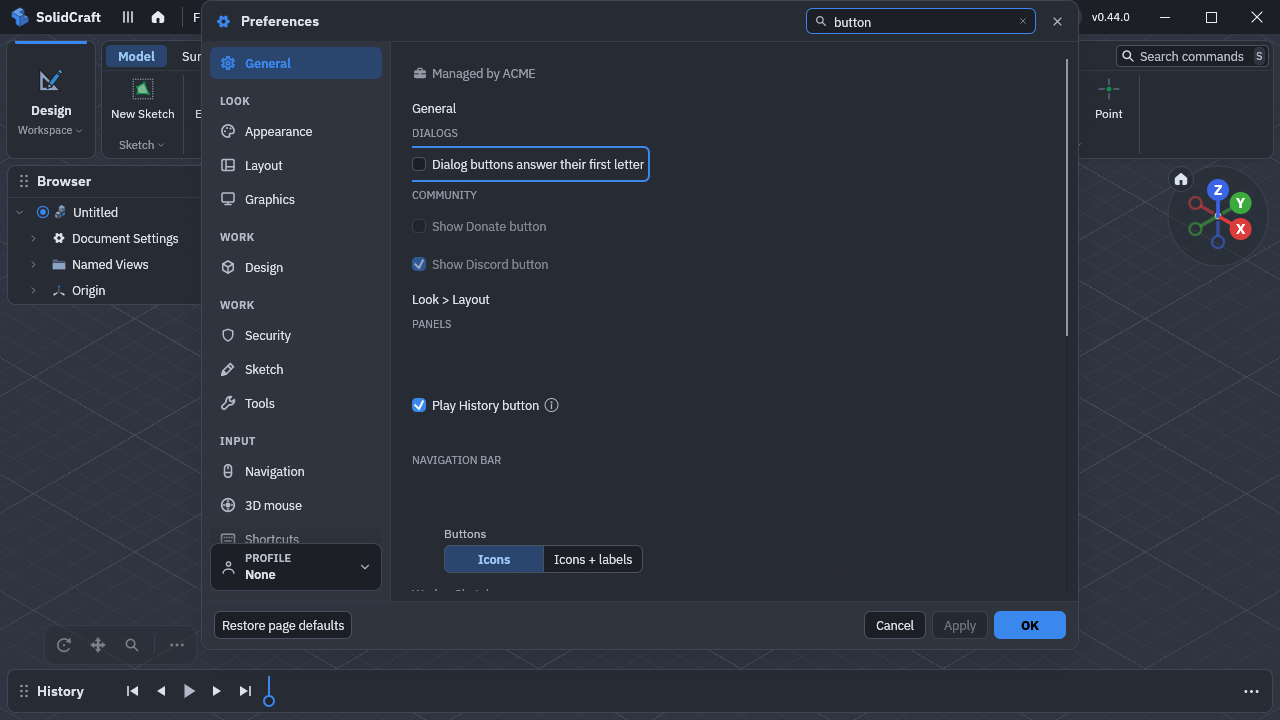 SolidCraft
F
v0.44.0
Preferences
button
Model
Sur
Search commands
S
Design
Workspace
New Sketch
E
Sketch
Point
Browser
Untitled
Document Settings
Named Views
Origin
Z
Y
X
General
LOOK
Appearance
Layout
Graphics
WORK
Design
WORK
Security
Sketch
Tools
INPUT
Navigation
3D mouse
Shortcuts
PROFILE
None
Managed by ACME
General
DIALOGS
Dialog buttons answer their first letter
COMMUNITY
Show Donate button
Show Discord button
Look > Layout
PANELS
Play History button
NAVIGATION BAR
Buttons
Icons
Icons + labels
Restore page defaults
Cancel
Apply
OK
History